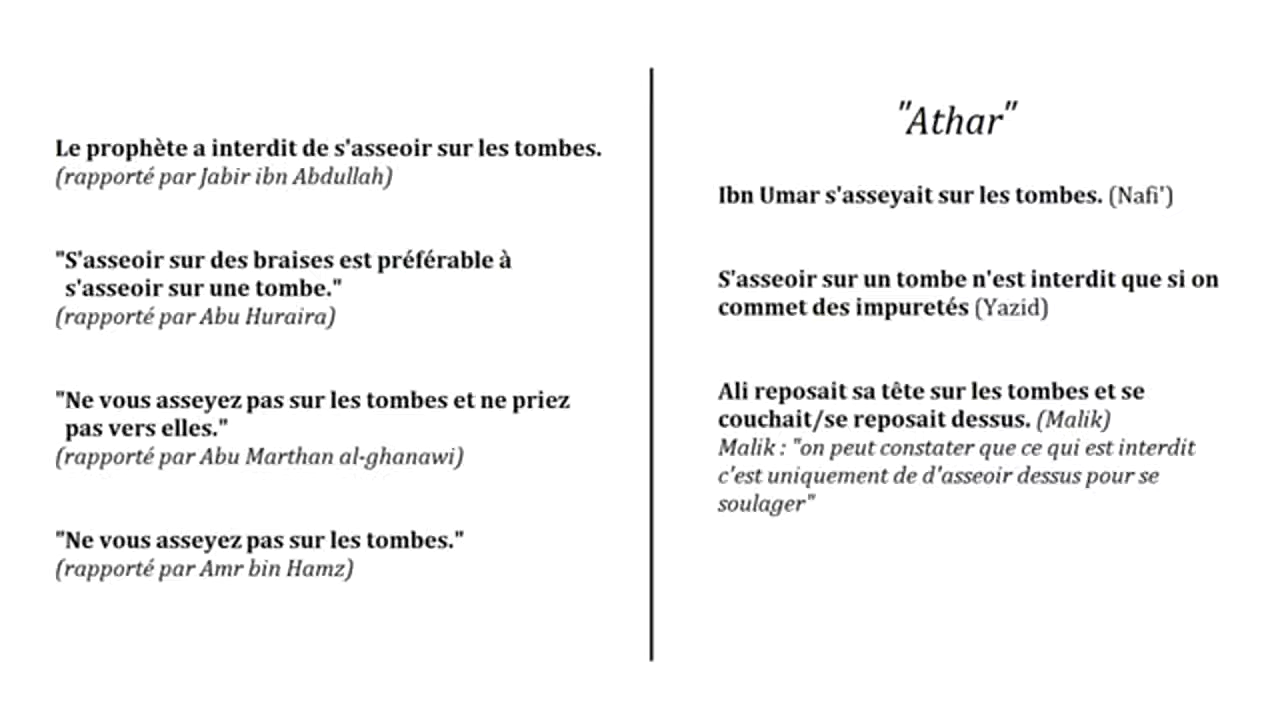 Le prophète a interdit de s'asseoir sur les tombes.
(rapporté par Jabir ibn Abdullah)
"S'asseoir sur des braises est préférable à
s'asseoir sur une tombe."
(rapporté par Abu Huraira)
"Ne vous asseyez pas sur les tombes et ne priez
pas vers elles."
(rapporté par Abu Marthan al-ghanawi)
"Ne vous asseyez pas sur les tombes."
(rapporté par Amr bin Hamz)
"Athar"
Ibn Umar s'asseyait sur les tombes. (Nafi')
S'asseoir sur un tombe n'est interdit que si on
commet des impuretés (Yazid)
Ali reposait sa tête sur les tombes et se
couchait/se reposait dessus. (Malik)
Malik : "on peut constater que ce qui est interdit
c'est uniquement de d'asseoir dessus pour se
soulager"